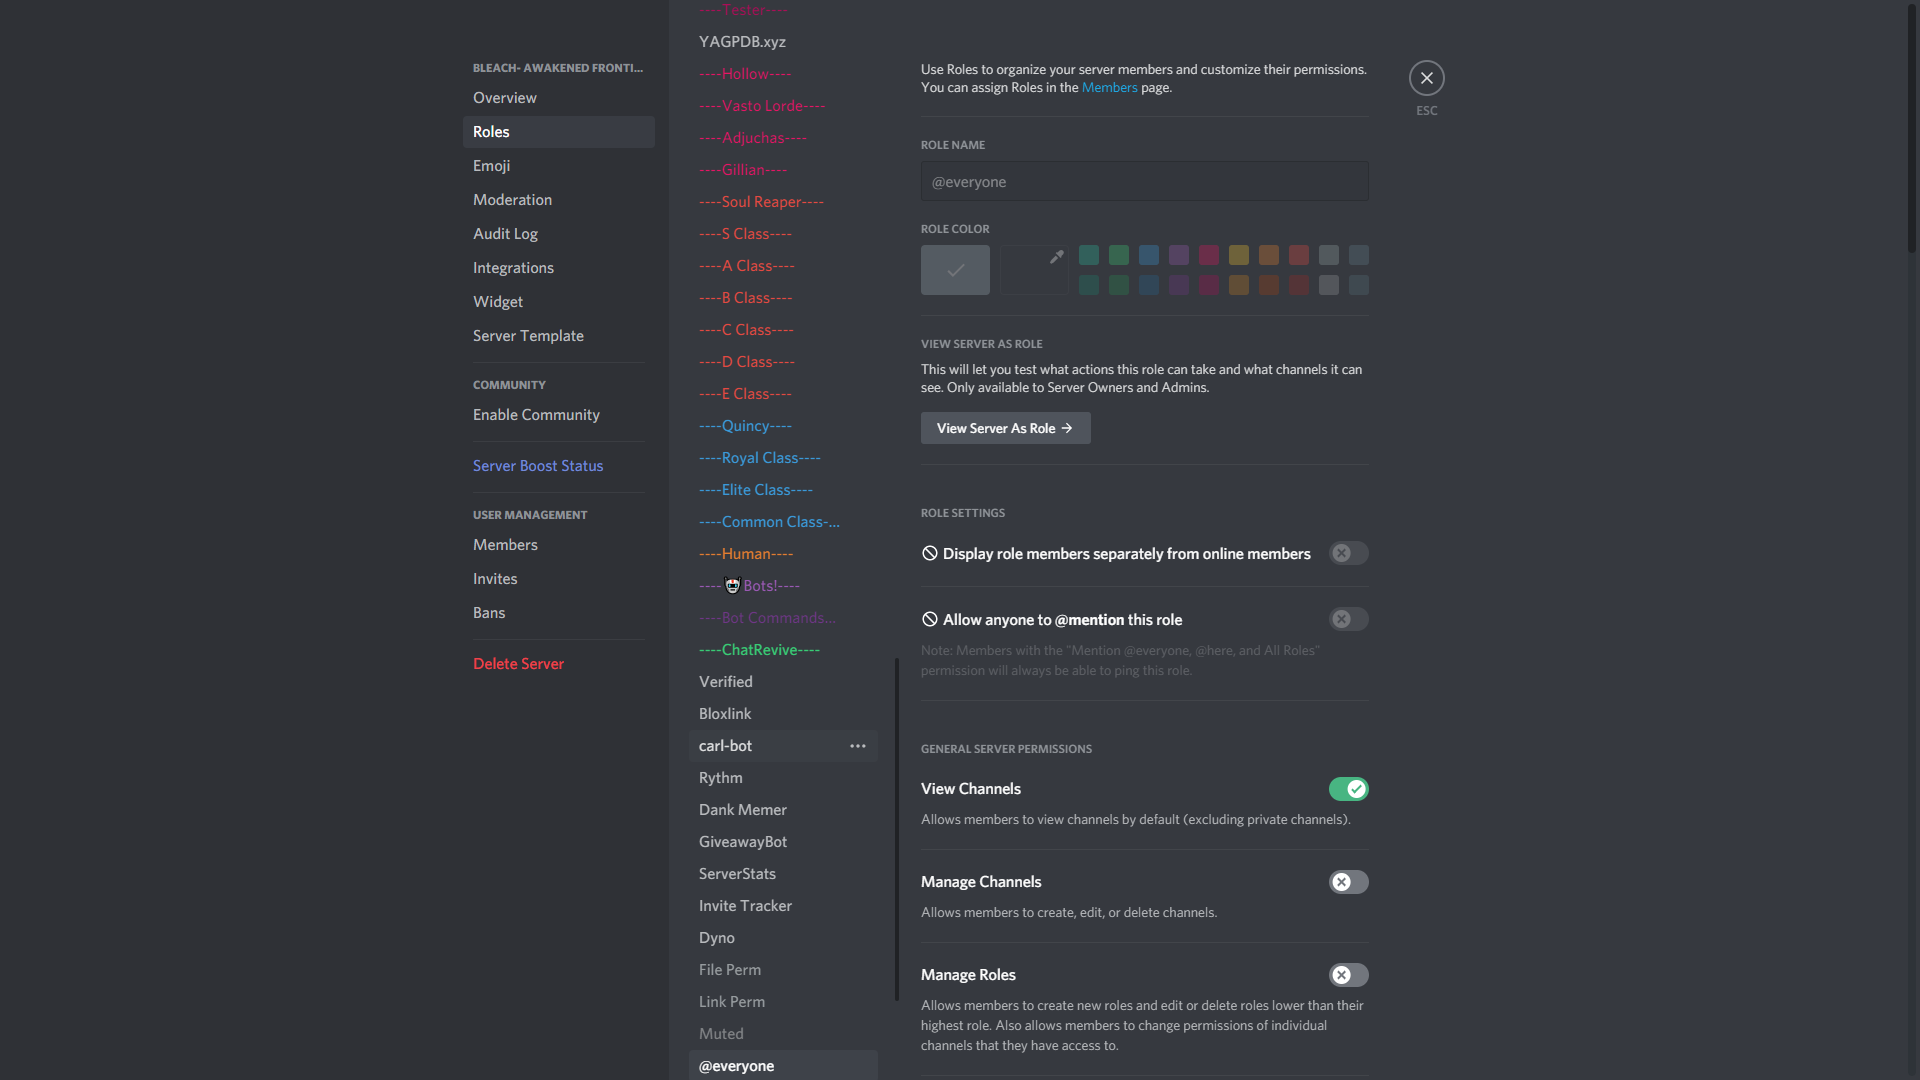 BLEACH- AWAKENED FRONTI...
Overview
Roles
Emoji
Moderation
Audit Log
Integrations
Widget
Server Template
COMMUNITY
Enable Community
Server Boost Status
USER MANAGEMENT
Members
Invites
Bans
Delete Server
----Tester----
YAGPDB.xyz
----Hollow----
----Vasto Lorde----
----Adjuchas----
----Gillian----
----Soul Reaper----
----S Class----
----A Class----
----B Class----
----C Class----
----D Class----
----E Class----
----Quincy----
----Royal Class----
----Elite Class----
----Common Class-...
----Human----
----Bots!----
----Bot Commands...
----ChatRevive----
Verified
Bloxlink
carl-bot
Rythm
Dank Memer
GiveawayBot
ServerStats
Invite Tracker
Dyno
File Perm
Link Perm
Muted
@everyone
Use Roles to organize your server members and customize their permissions.
You can assign Roles in the Members page.
ROLE NAME
@everyone
ROLE COLOR
VIEW SERVER AS ROLE
This will let you test what actions this role can take and what channels it can
see. Only available to Server Owners and Admins.
View Server As Role →
ROLE SETTINGS
Display role members separately from online members
Allow anyone to @mention this role
Note: Members with the "Mention @everyone, @here, and All Roles"
permission will always be able to ping this role.
GENERAL SERVER PERMISSIONS
View Channels
Allows members to view channels by default (excluding private channels).
Manage Channels
Allows members to create, edit, or delete channels.
Manage Roles
Allows members to create new roles and edit or delete roles lower than their
highest role. Also allows members to change permissions of individual
channels that they have access to.
ESC